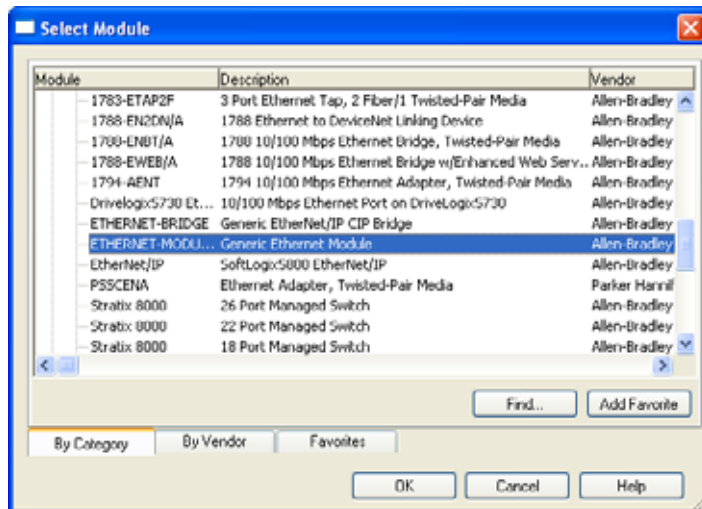 Select Module
Module Description Vendor
1783-ETAP2F 3 Port Ethernet Tap, 2 Fiber/1 Twisted-Pair Media Allen-Bradley
1788-EN2DN/A 1788 Ethernet to DeviceNet Linking Device Allen-Bradley
1788-ENBT/A 1788 10/100 Mbps Ethernet Bridge, Twisted-Pair Media Allen-Bradley
1788-EWEB/A 1788 10/100 Mbps Ethernet Bridge w/Enhanced Web Serv... Allen-Bradley
1794-AENT 1794 10/100 Mbps Ethernet Adapter, Twisted-Pair Media Allen-Bradley
Drivelogix5730 Et... 10/100 Mbps Ethernet Port on DriveLogix5730 Allen-Bradley
ETHERNET-BRIDGE Generic EtherNet/IP CIP Bridge Allen-Bradley
ETHERNET-MODU... Generic Ethernet Module Allen-Bradley
EtherNet/IP SoftLogix5800 EtherNet/IP Allen-Bradley
PSSCENA Ethernet Adapter, Twisted-Pair Media Parker Hannif
Stratix 8000 26 Port Managed Switch Allen-Bradley
Stratix 8000 22 Port Managed Switch Allen-Bradley
Stratix 8000 18 Port Managed Switch Allen-Bradley
Find... Add Favorite
By Category By Vendor Favorites
OK Cancel Help